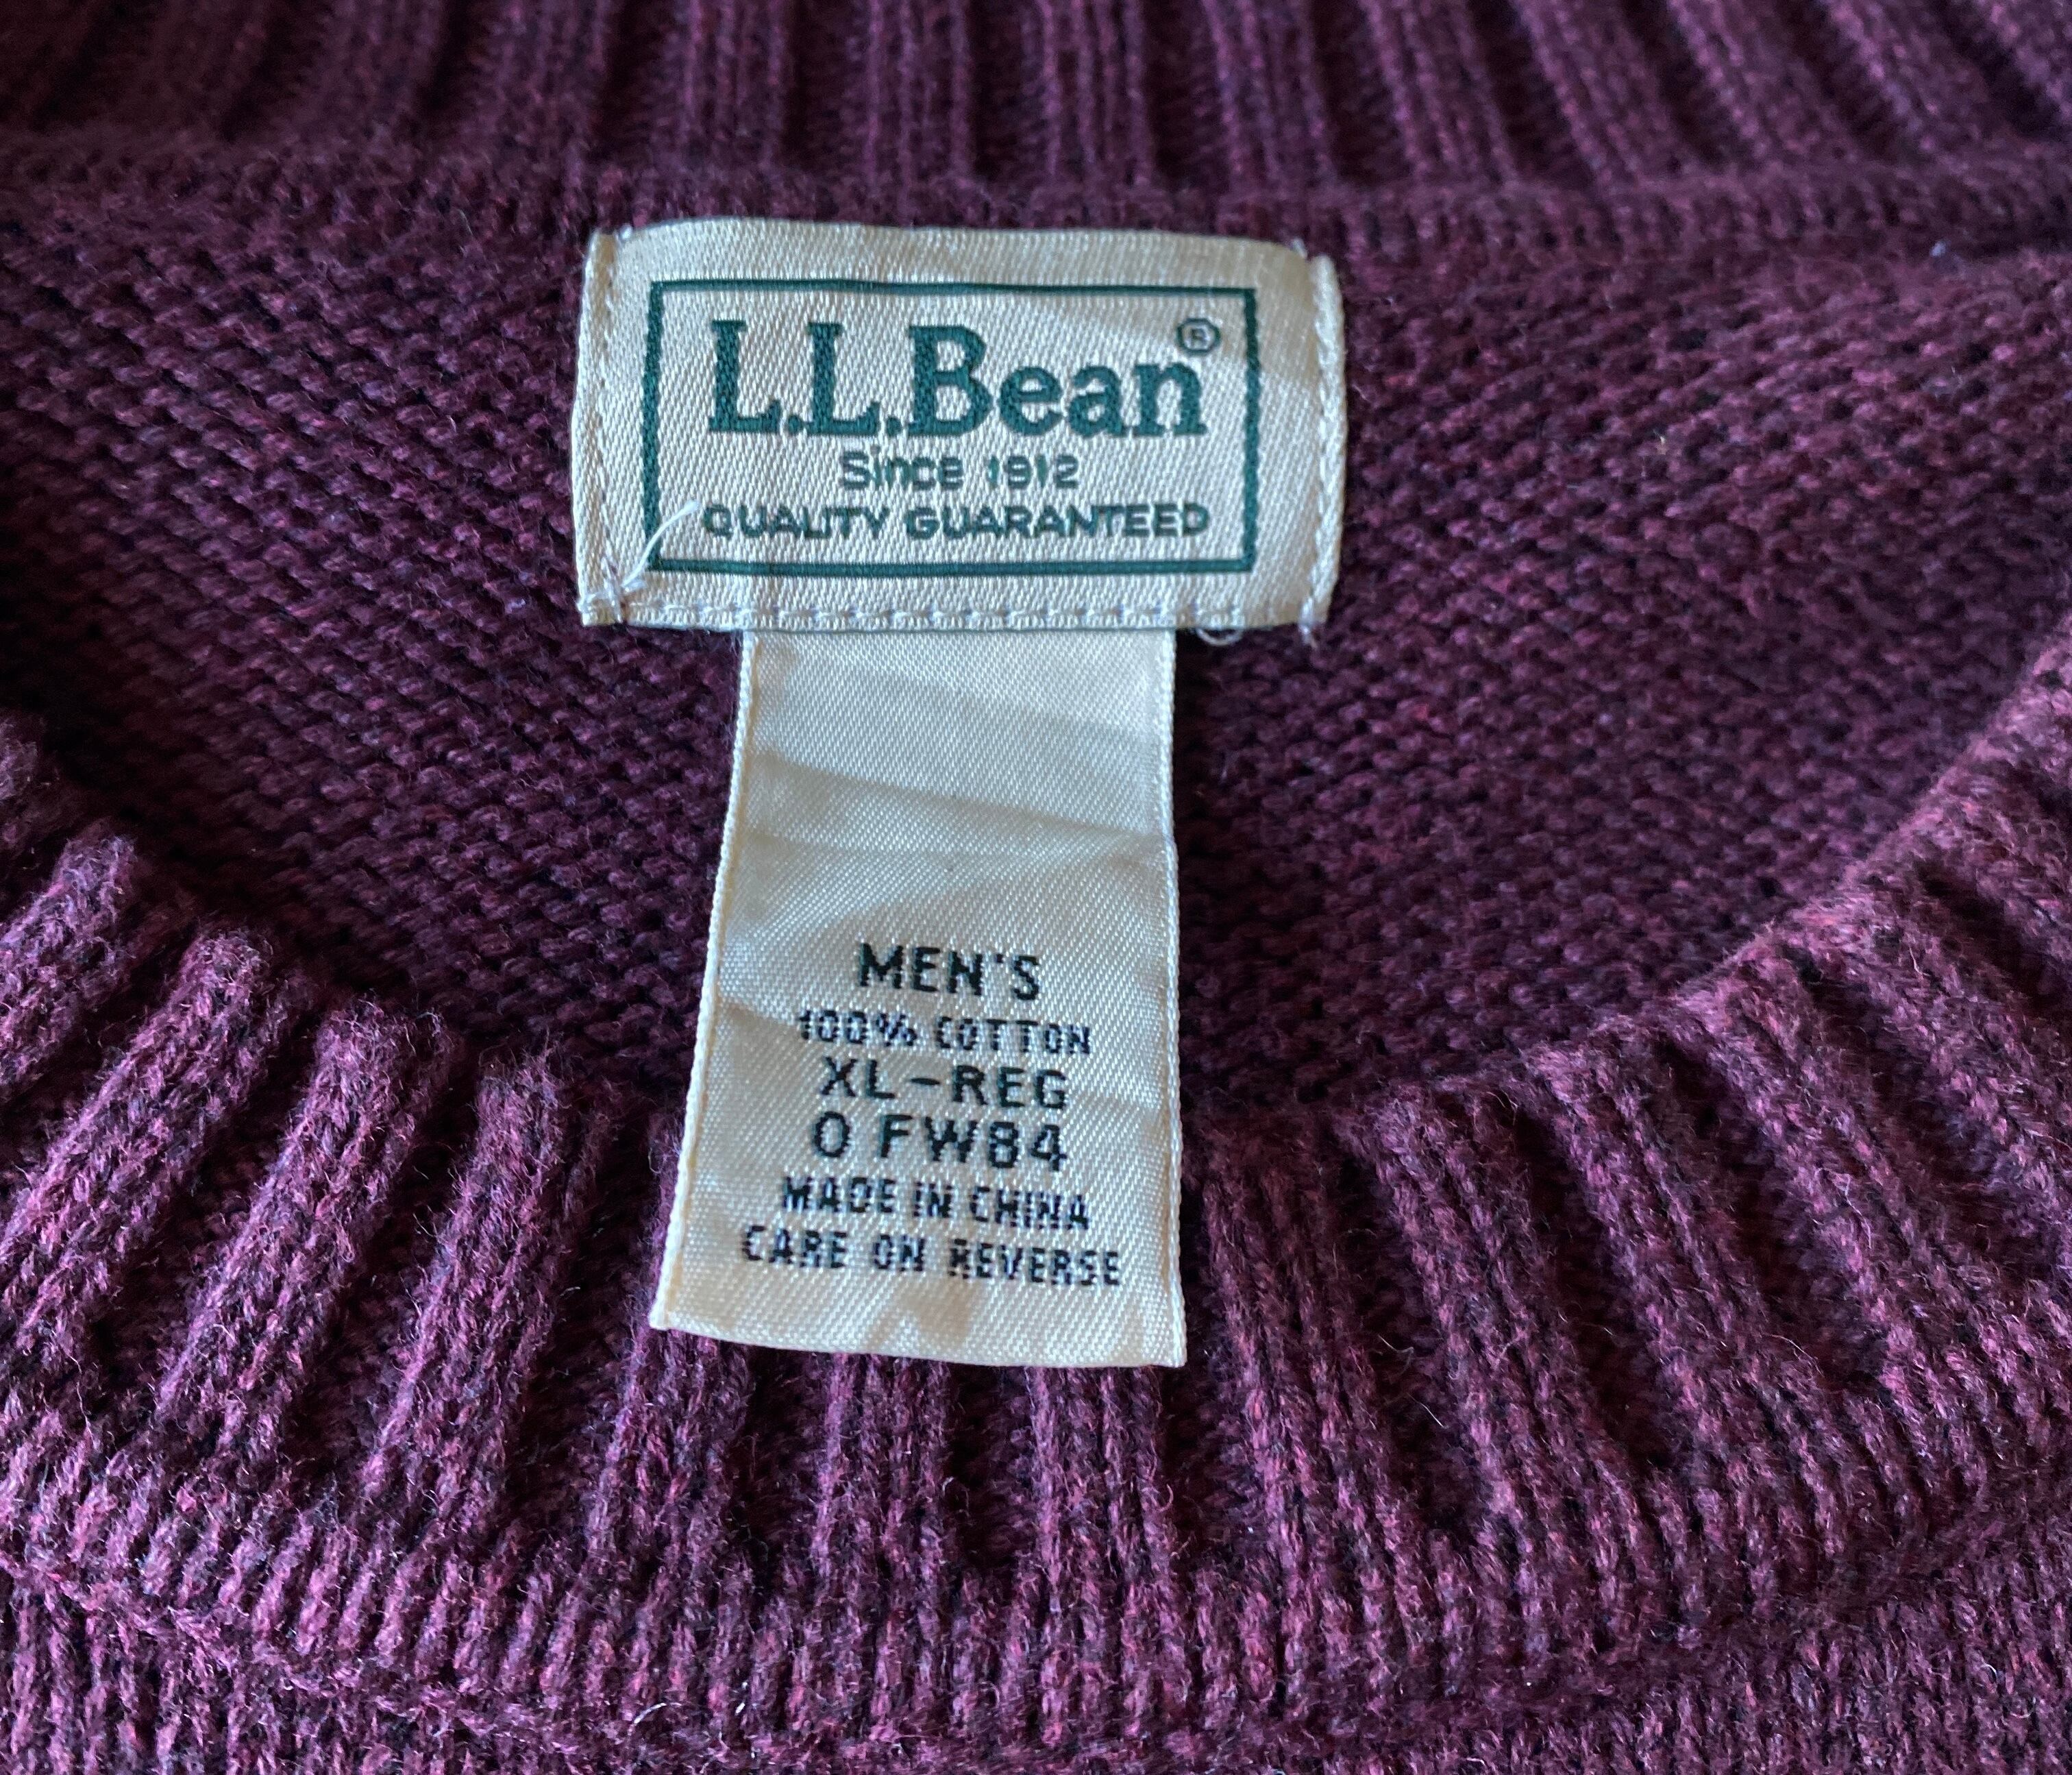 L.L.Bean®
Since 1912
QUALITY GUARANTEED
MEN'S
100% COTTON
XL-REG
0 FW84
MADE IN CHINA
CARE ON REVERSE